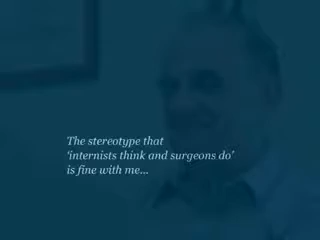 The stereotype that
‘internists think and surgeons do’
is fine with me...